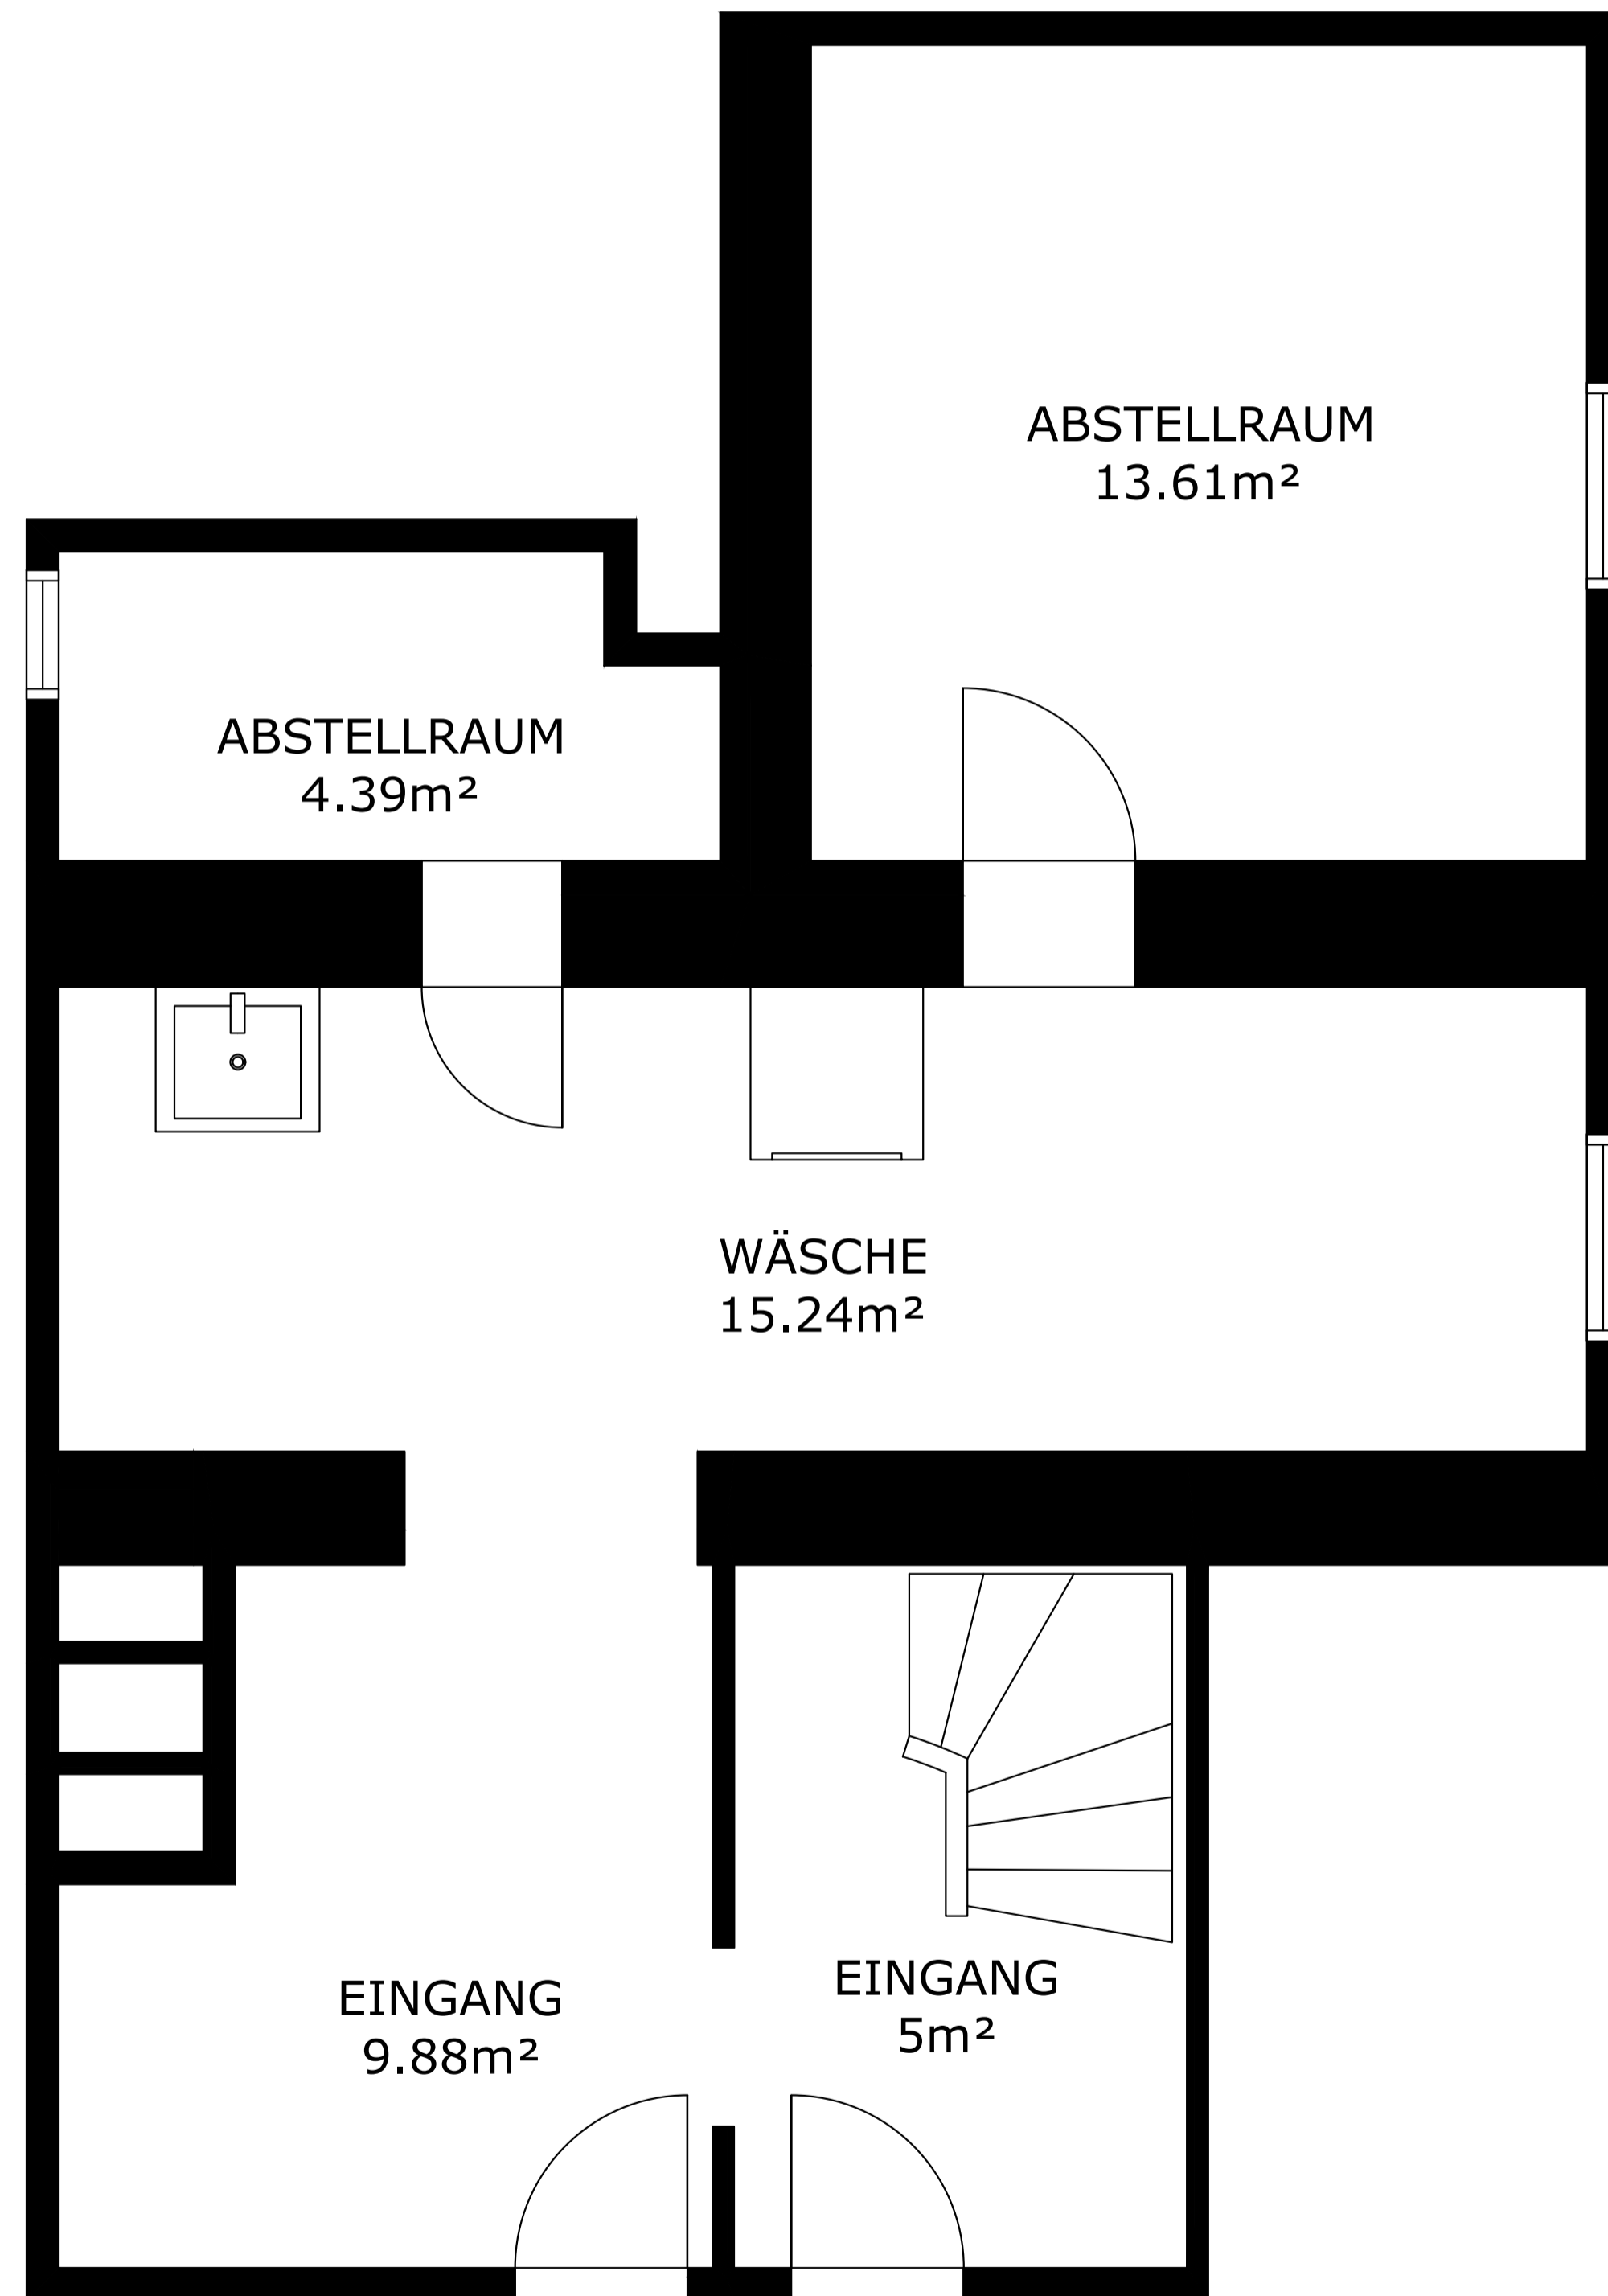 ABSTELLRAUM
13.61m²
ABSTELLRAUM
4.39m²
WÄSCHE
15.24m²
EINGANG
9.88m²
EINGANG
5m²